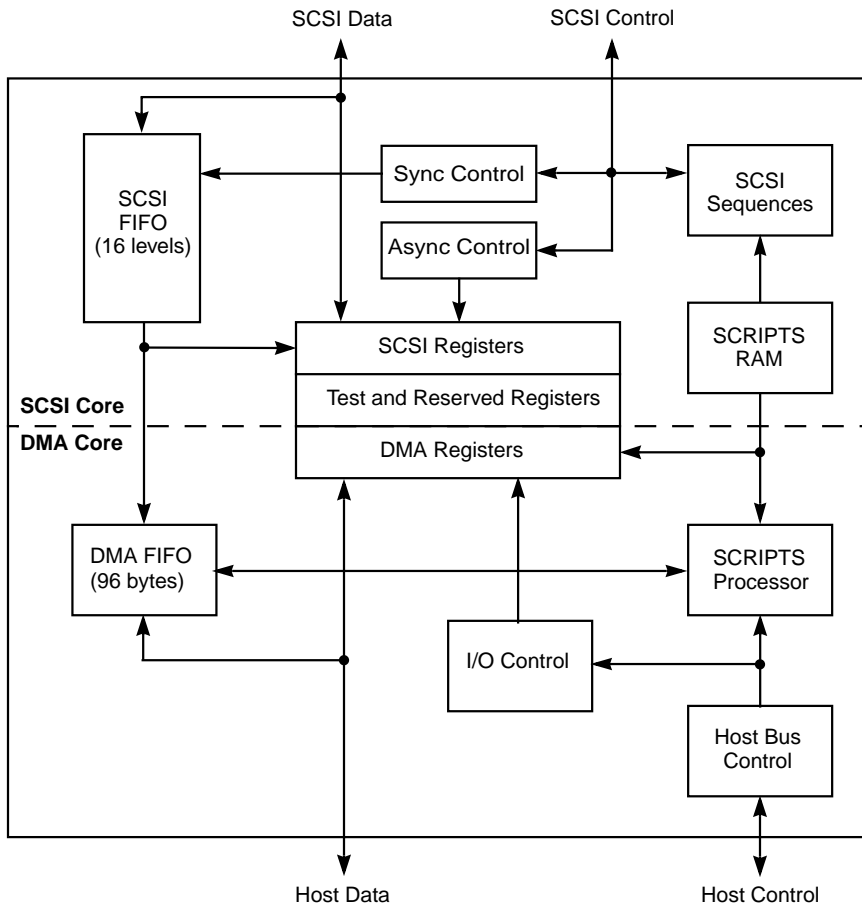 SCSI Data
SCSI Control
SCSI
FIFO
(16 levels)
Sync Control
SCSI
Sequences
Async Control
SCSI Registers
SCRIPTS
RAM
Test and Reserved Registers
SCSI Core
DMA Core
DMA Registers
DMA FIFO
(96 bytes)
SCRIPTS
Processor
I/O Control
Host Bus
Control
Host Data
Host Control